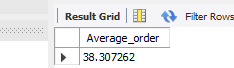 Result Grid Filter Rows
Average_order
38.307262